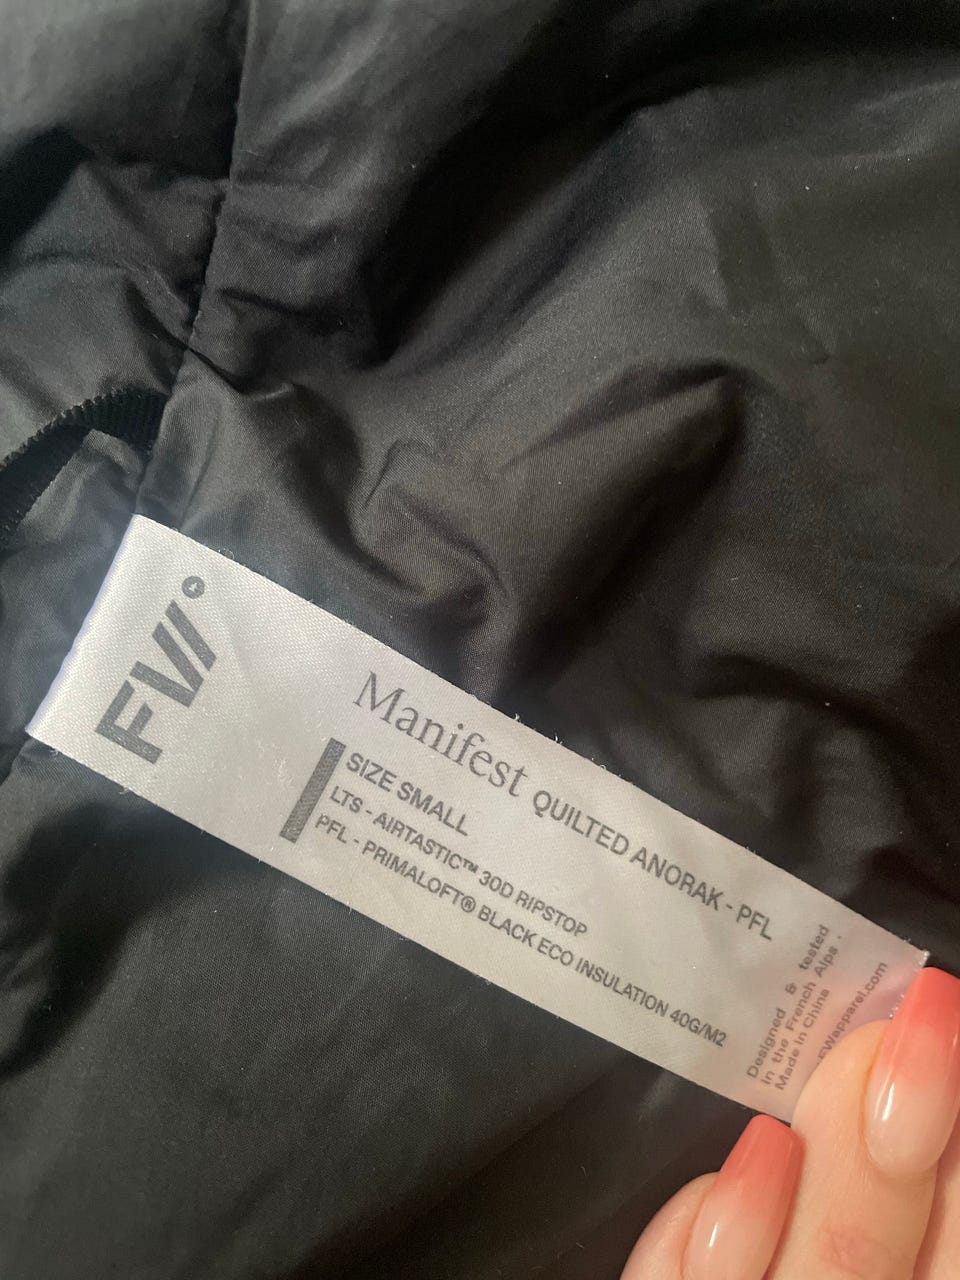 FW
Manifest QUILTED ANORAK - PFL
SIZE SMALL
LTS - AIRTASTIC™ 30D RIPSTOP
PFL - PRIMALOFT® BLACK ECO INSULATION 40G/M2
Designed & tested
in the French Alps .
Made in China
FWapparel.com